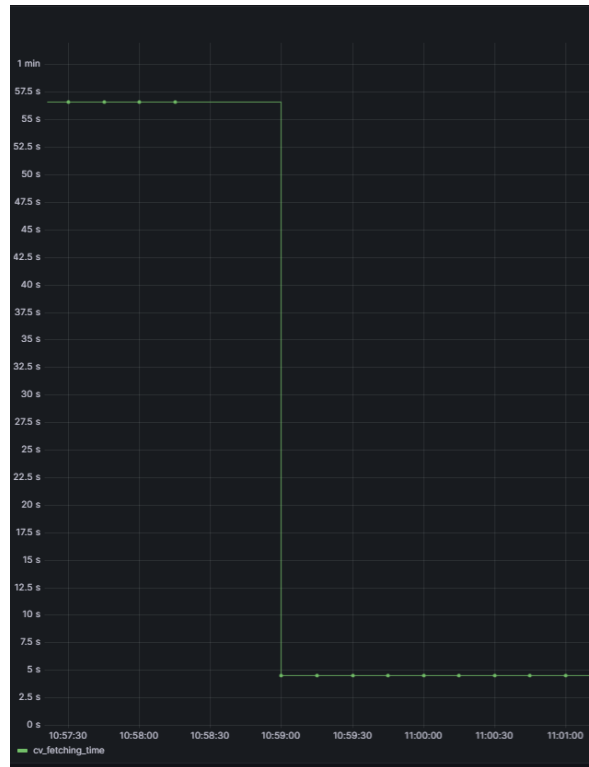 1 min
57.5 s
55 s
52.5 s
50 s
47.5 s
45 s
42.5 s
40 s
37.5 s
35 s
32.5 s
30 s
27.5 s
25 s
22.5 s
20 s
17.5 s
15 s
12.5 s
10 s
7.5 s
5 s
2.5 s
0 s
10:57:30 10:58:00 10:58:30 10:59:00 10:59:30 11:00:00 11:00:30 11:01:00
cv_fetching_time